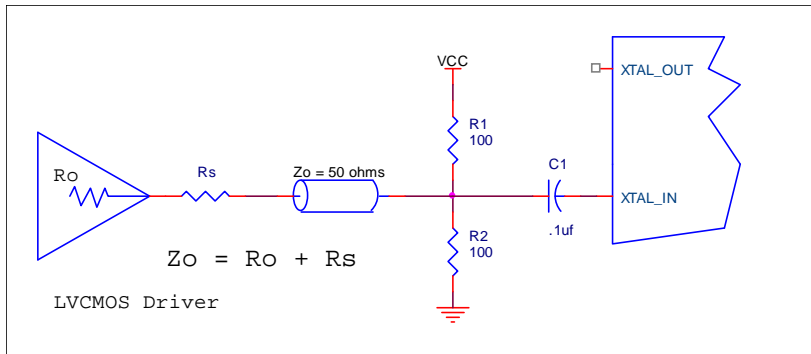 VCC
XTAL_OUT
R1
100
Ro
Rs
Zo = 50 ohms
C1
XTAL_IN
.1uf
R2
100
Zo = Ro + Rs
LVCMOS Driver